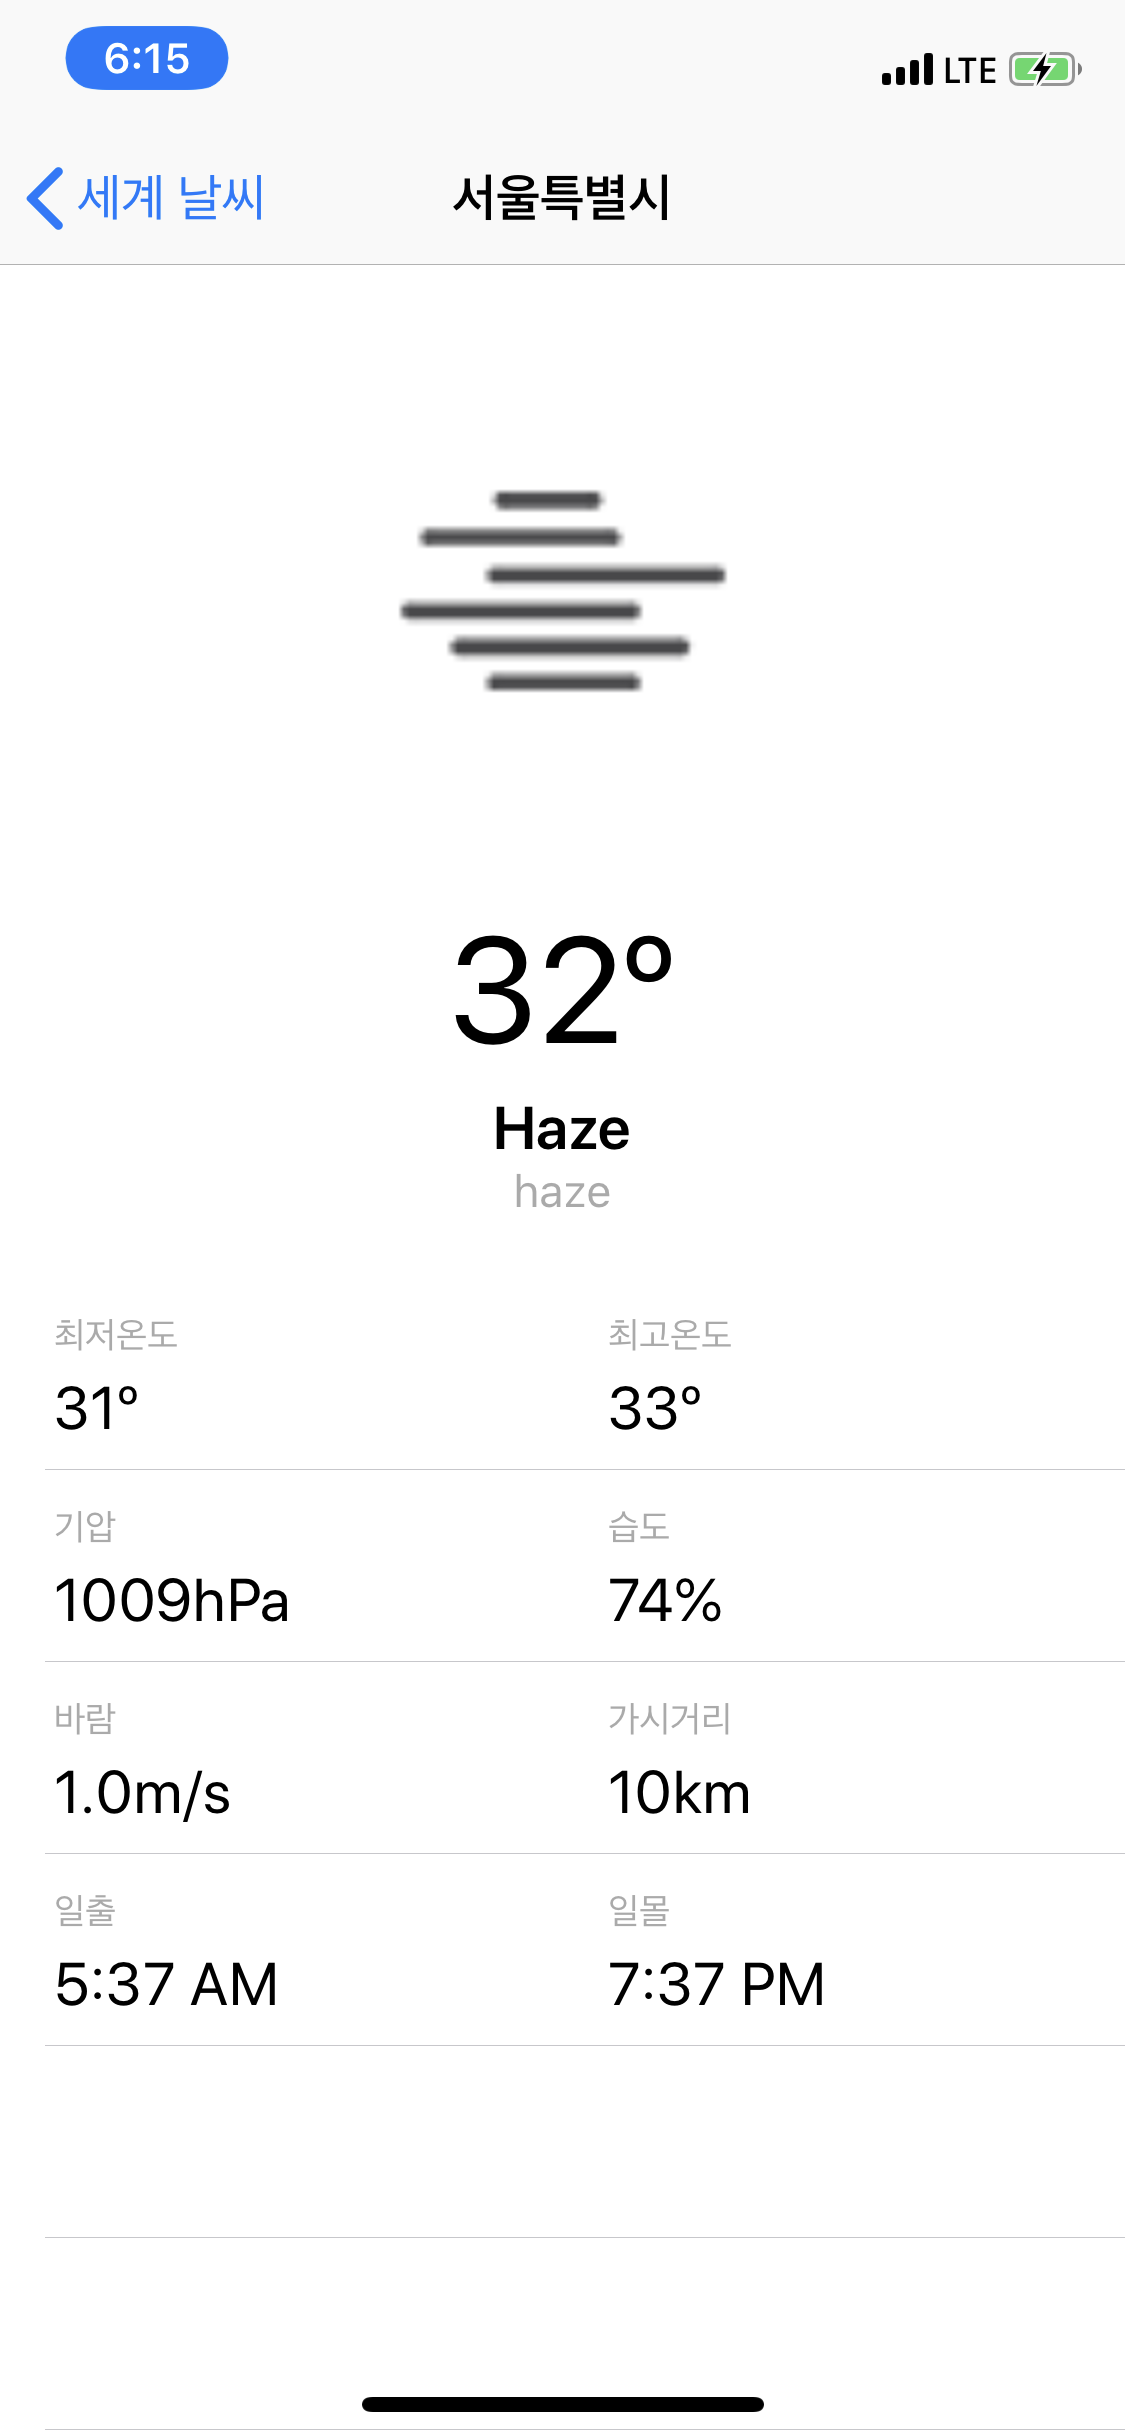 6:15 LTE
세계 날씨 서울특별시
32°
Haze
haze
최저온도 최고온도
31° 33°
기압 습도
1009hPa 74%
바람 가시거리
1.0m/s 10km
일출 일몰
5:37 AM 7:37 PM